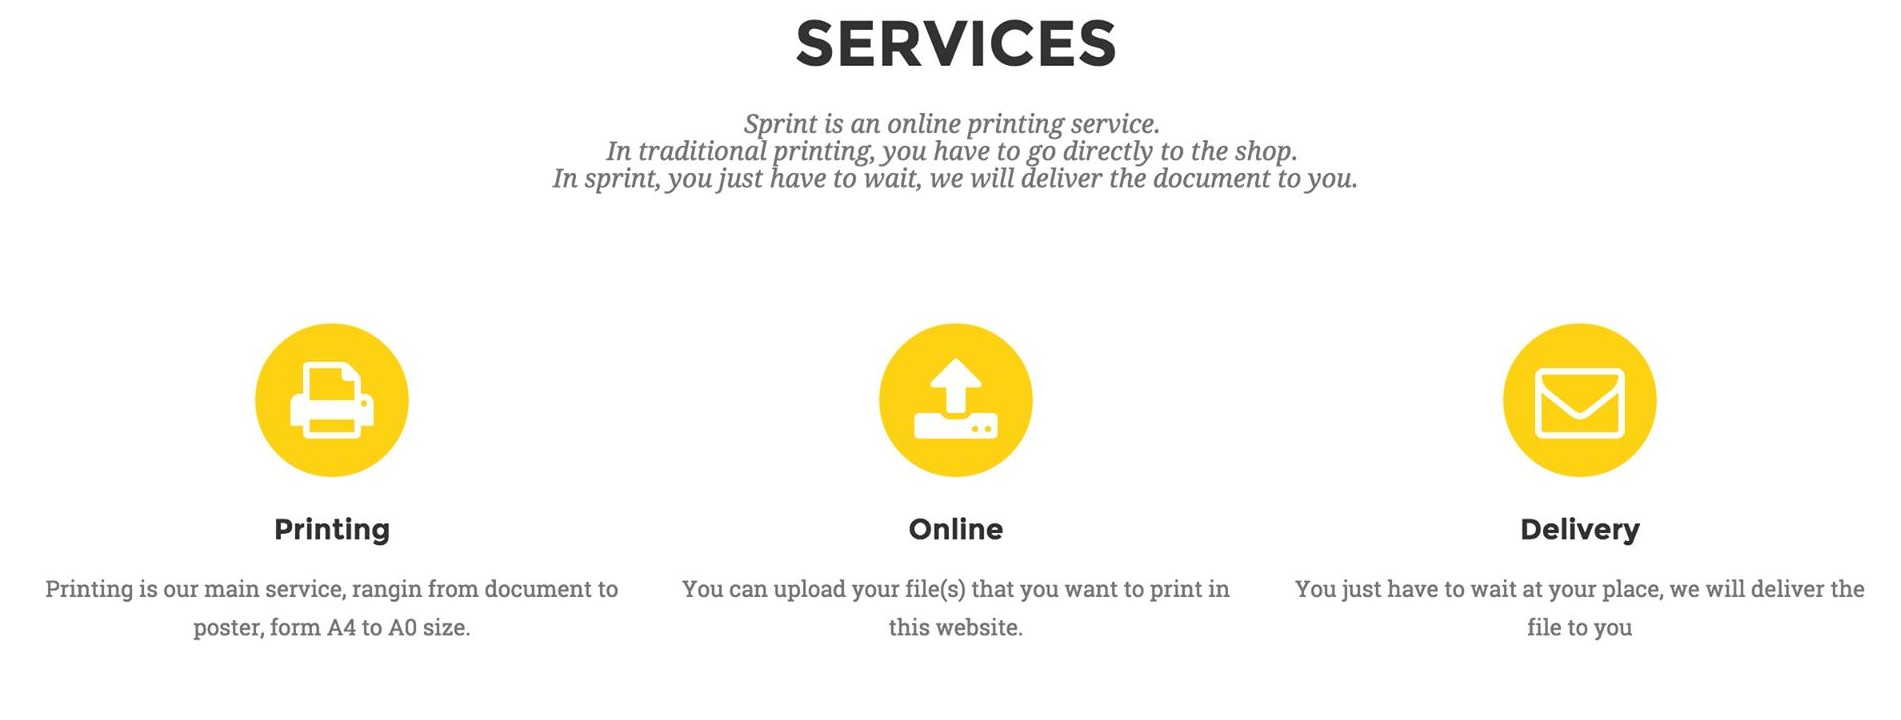 SERVICES
Sprint is an online printing service.
In traditional printing, you have to go directly to the shop.
In sprint, you just have to wait, we will deliver the document to you.
Printing
Printing is our main service, rangin from document to
poster, form A4 to A0 size.
Online
You can upload your file(s) that you want to print in
this website.
Delivery
You just have to wait at your place, we will deliver the
file to you